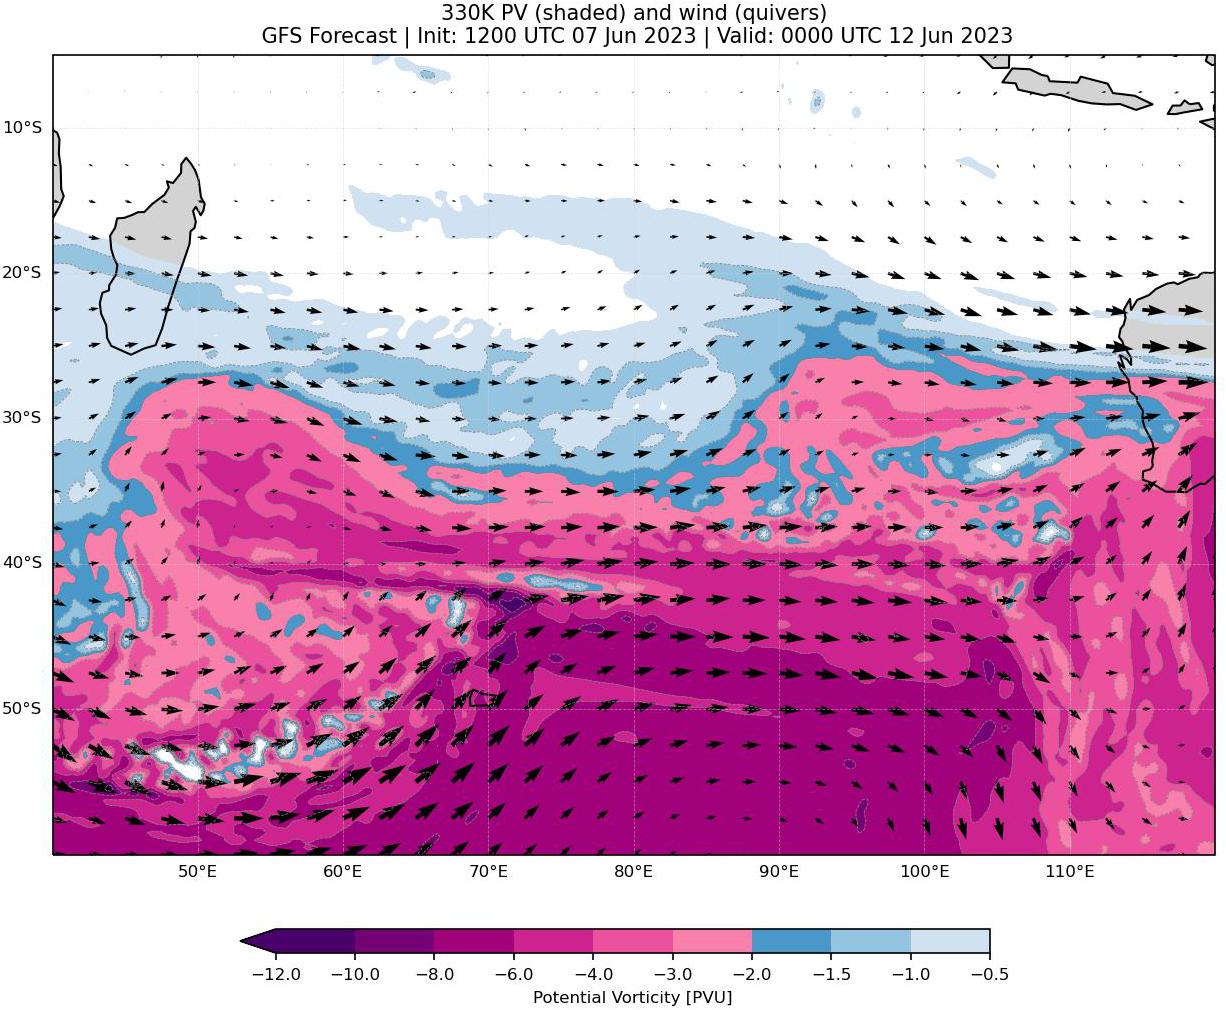 330K PV (shaded) and wind (quivers)
GFS Forecast | Init: 1200 UTC 07 Jun 2023 | Valid: 0000 UTC 12 Jun 2023
10°S
20°S
30°S
40°S
50°S
50°E 60°E 70°E 80°E 90°E 100°E 110°E
−12.0 −10.0 −8.0 −6.0 −4.0 −3.0 −2.0 −1.5 −1.0 −0.5
Potential Vorticity [PVU]